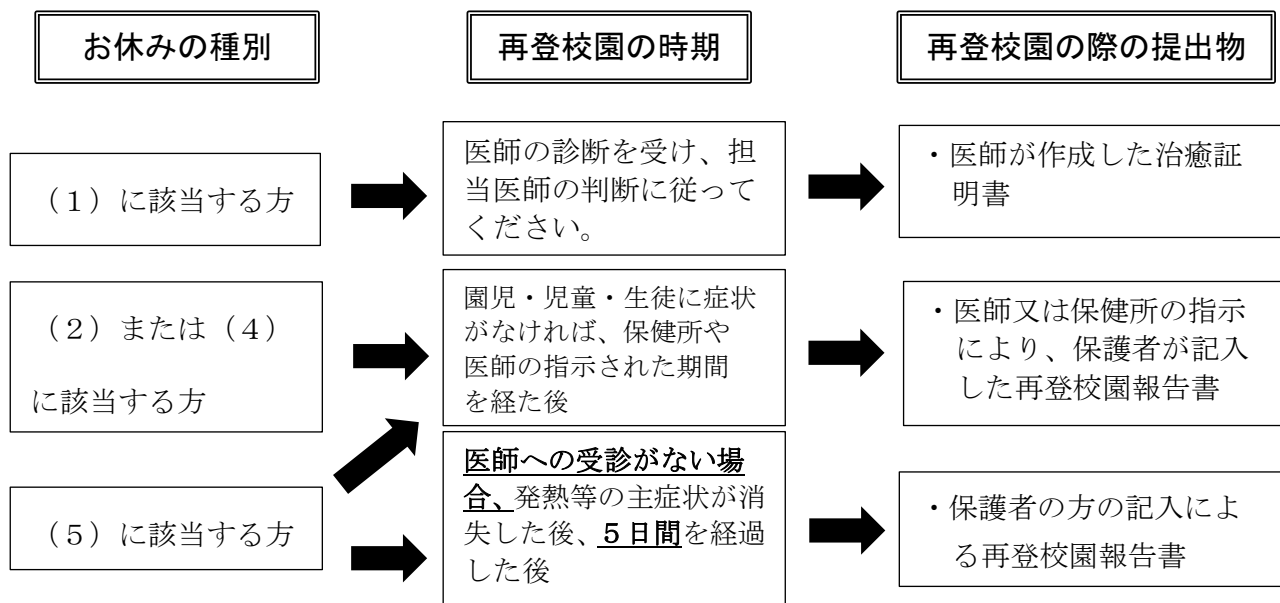 お休みの種別
再登校園の時期
再登校園の際の提出物
（１）に該当する方
医師の診断を受け、担
当医師の判断に従って
ください。
・医師が作成した治癒証
明書
（２）または（４）
に該当する方
園児・児童・生徒に症状
がなければ、保健所や
医師の指示された期間
を経た後
・医師又は保健所の指示
により、保護者が記入
した再登校園報告書
（５）に該当する方
医師への受診がない場
合、発熱等の主症状が消
失した後、５日間を経過
した後
・保護者の方の記入によ
る再登校園報告書